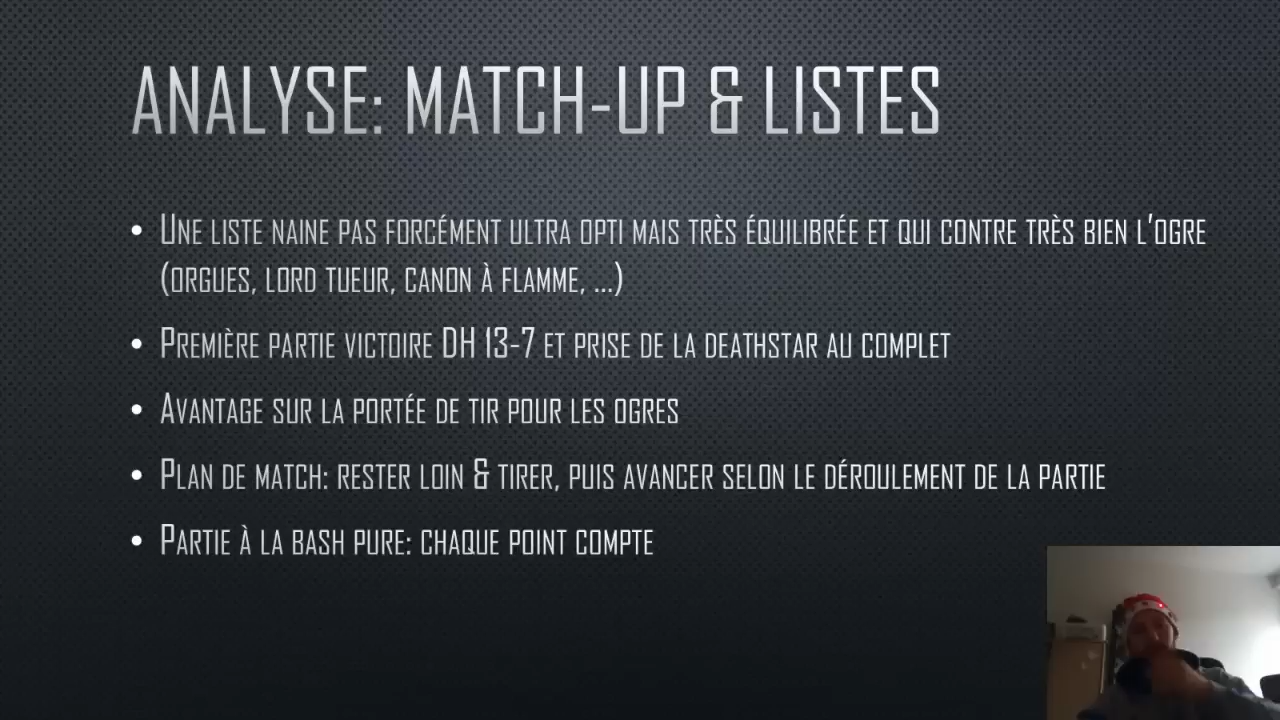 ANALYSE: MATCH-UP & LISTES
• UNE LISTE NAINE PAS FORCÉMENT ULTRA OPTI MAIS TRÈS ÉQUILIBRÉE ET QUI CONTRE TRÈS BIEN L'OGRE
(ORGUES, LORD TUEUR, CANON À FLAMME, ...)
• PREMIÈRE PARTIE VICTOIRE DH 13-7 ET PRISE DE LA DEATHSTAR AU COMPLET
• AVANTAGE SUR LA PORTÉE DE TIR POUR LES OGRES
• PLAN DE MATCH: RESTER LOIN & TIRER, PUIS AVANCER SELON LE DÉROULEMENT DE LA PARTIE
• PARTIE À LA BASH PURE: CHAQUE POINT COMPTE